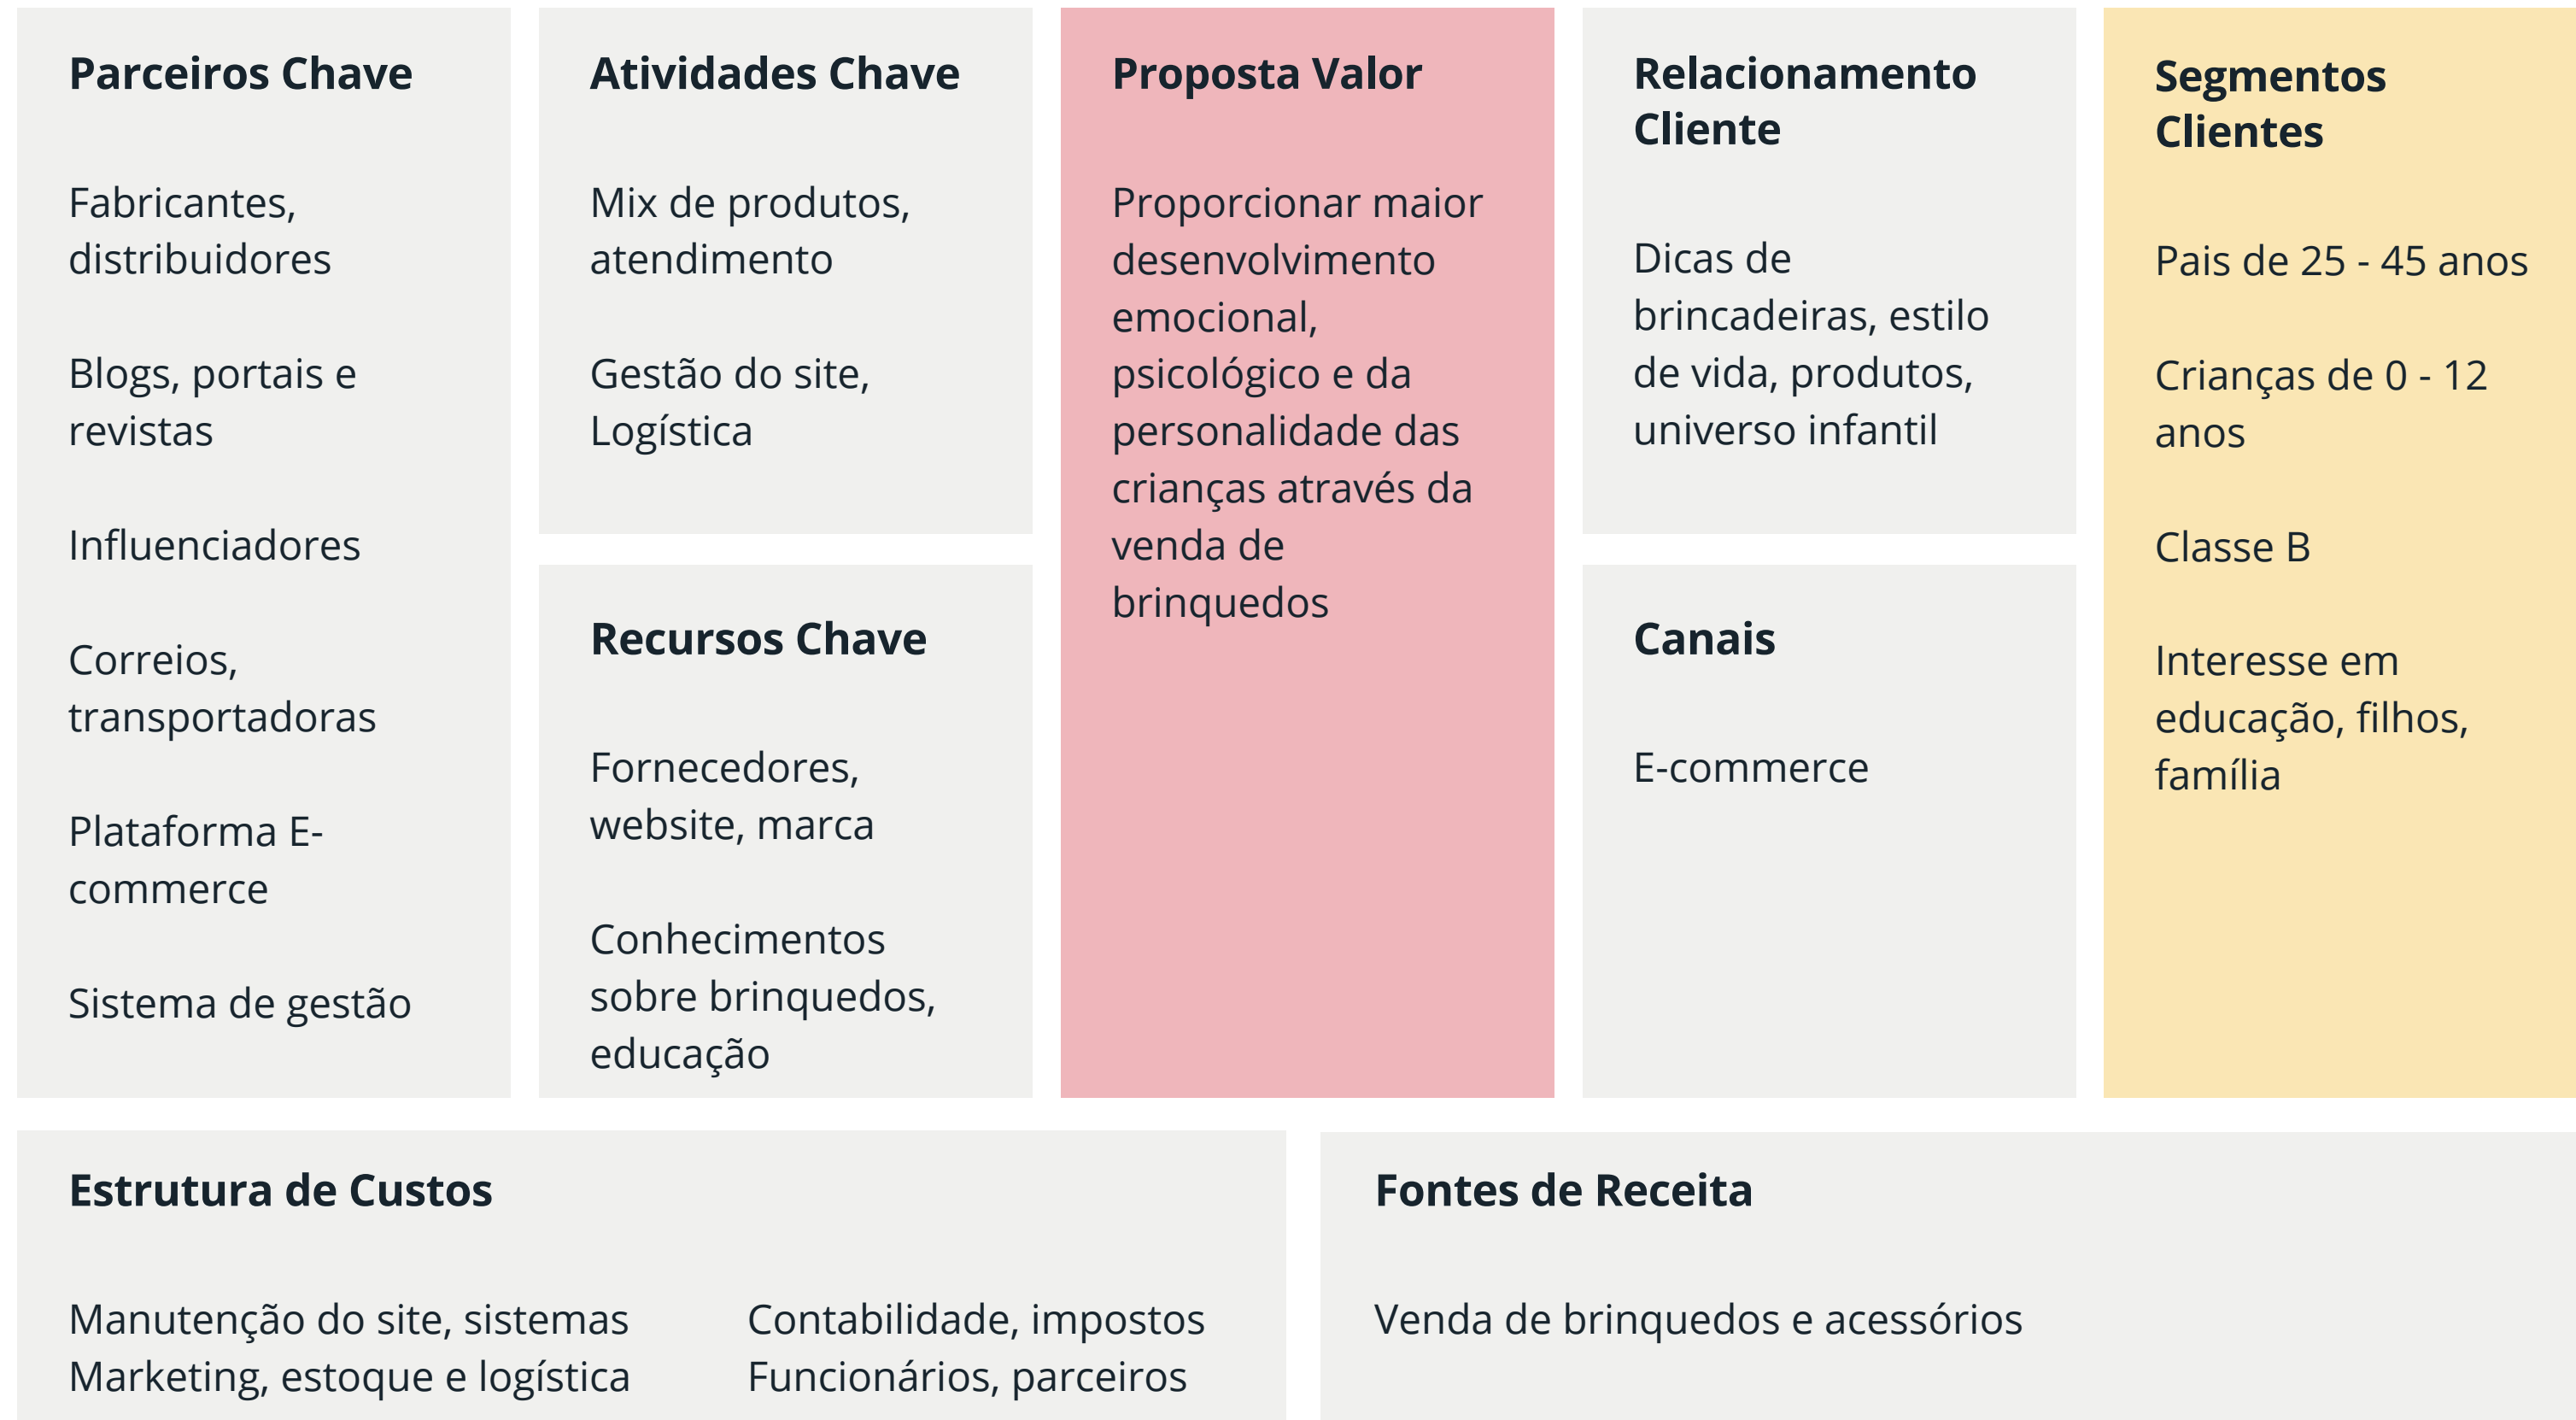 Parceiros Chave
Fabricantes,
distribuidores
Blogs, portais e
revistas
Influenciadores
Correios,
transportadoras
Plataforma E-
commerce
Sistema de gestão
Atividades Chave
Mix de produtos,
atendimento
Gestão do site,
Logística
Recursos Chave
Fornecedores,
website, marca
Conhecimentos
sobre brinquedos,
educação
Proposta Valor
Proporcionar maior
desenvolvimento
emocional,
psicológico e da
personalidade das
crianças através da
venda de
brinquedos
Relacionamento
Cliente
Dicas de
brincadeiras, estilo
de vida, produtos,
universo infantil
Canais
E-commerce
Segmentos
Clientes
Pais de 25 - 45 anos
Crianças de 0 - 12
anos
Classe B
Interesse em
educação, filhos,
família
Estrutura de Custos
Manutenção do site, sistemas
Marketing, estoque e logística
Contabilidade, impostos
Funcionários, parceiros
Fontes de Receita
Venda de brinquedos e acessórios